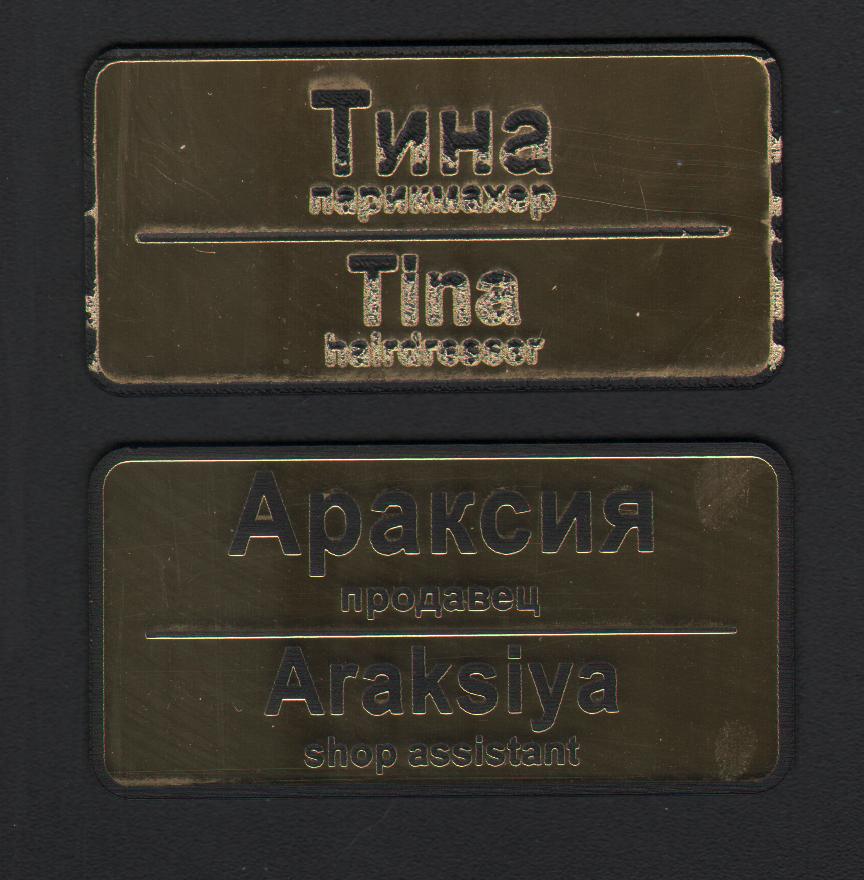 Тина
парикмахер
Tina
hairdresser
Араксия
продавец
Araksiya
shop assistant